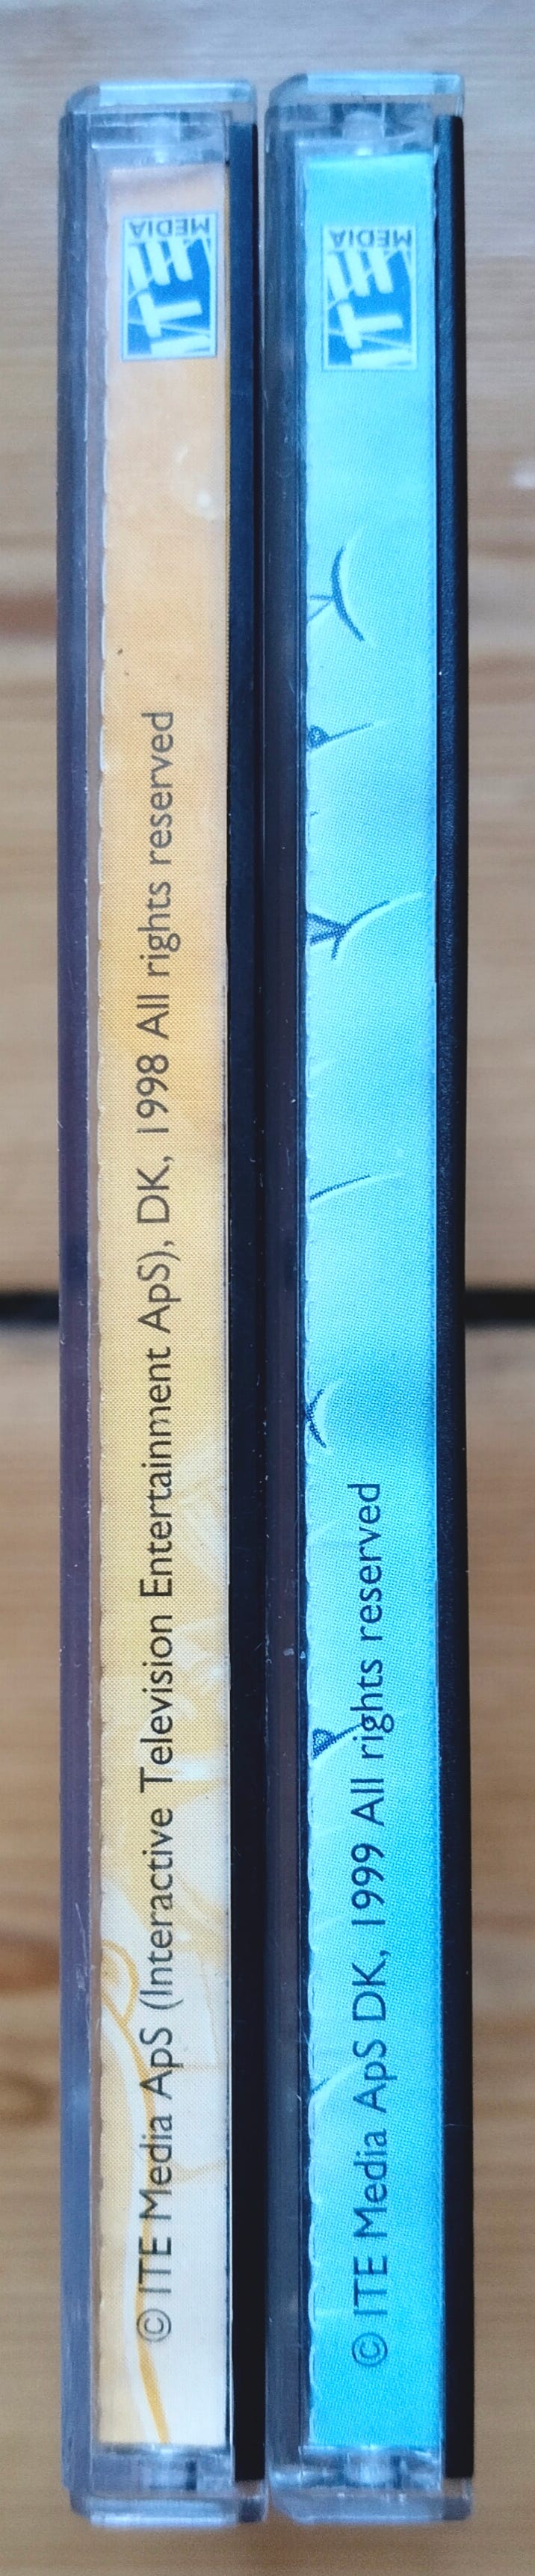 ITE
MEDIA
© ITE Media ApS (Interactive Television Entertainment ApS), DK, 1998 All rights reserved
ITE
MEDIA
© ITE Media ApS DK, 1999 All rights reserved